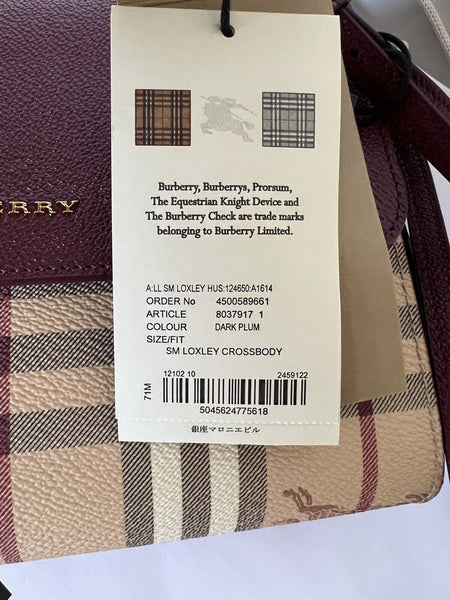 ERRY
Burberry, Burberrys, Prorsum,
The Equestrian Knight Device and
The Burberry Check are trade marks
belonging to Burberry Limited.
A:LL SM LOXLEY HUS:124650:A1614
ORDER No 4500589661
ARTICLE 8037917 1
COLOUR DARK PLUM
SIZE/FIT
SM LOXLEY CROSSBODY
12102 10 2459122
71M
5045624775618
銀座マロニエビル